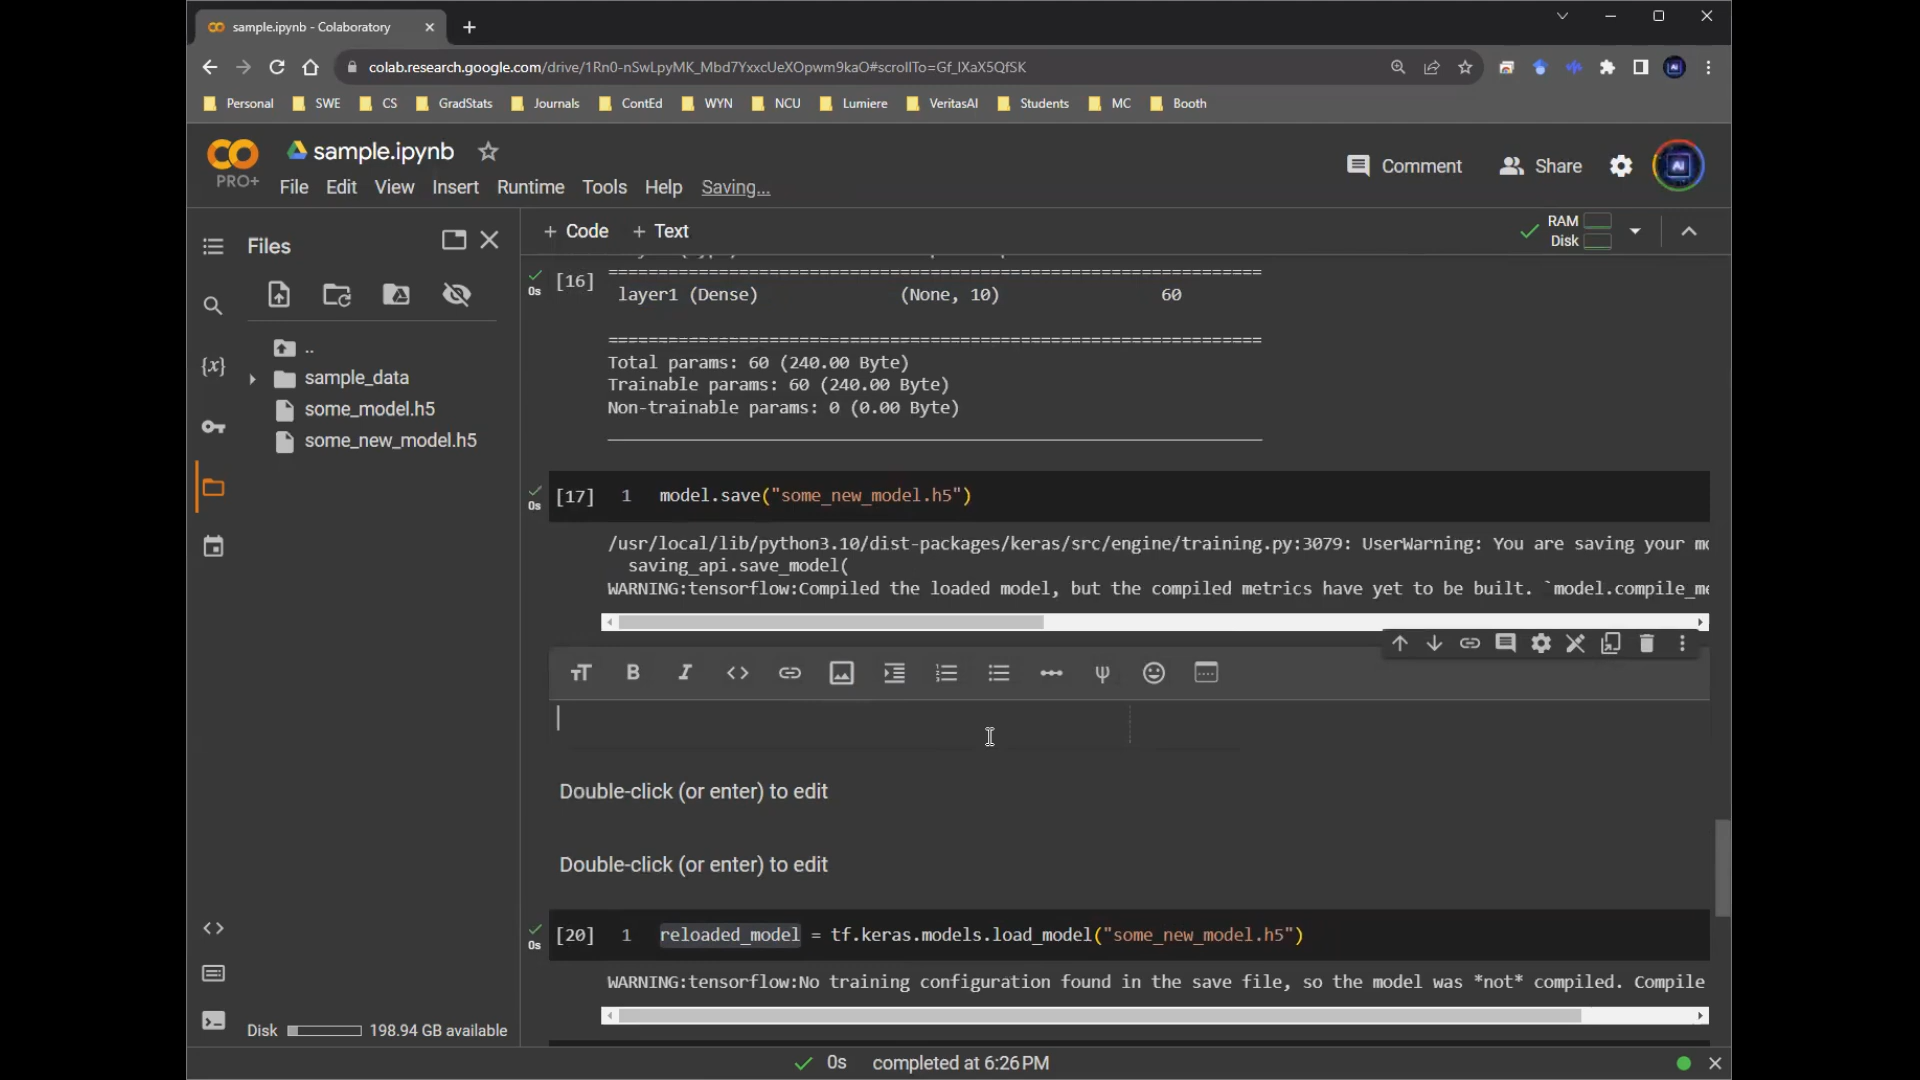 sample.ipynb - Colaboratory
colab.research.google.com/drive/1Rn0-nSwLpyMK_Mbd7YxxcUeXOpwm9kaO#scrollTo=Gf_IXaX5QfSK
Personal SWE CS GradStats Journals ContEd WYN NCU Lumiere VeritasAI Students MC Booth
CO PRO+
sample.ipynb
File Edit View Insert Runtime Tools Help Saving...
Comment Share
Files
+ Code + Text
RAM
Disk
..
sample_data
some_model.h5
some_new_model.h5
Disk 198.94 GB available
0s [16]
=================================================================
layer1 (Dense) (None, 10) 60
=================================================================
Total params: 60 (240.00 Byte)
Trainable params: 60 (240.00 Byte)
Non-trainable params: 0 (0.00 Byte)
0s [17] 1 model.save("some_new_model.h5")
/usr/local/lib/python3.10/dist-packages/keras/src/engine/training.py:3079: UserWarning: You are saving your
saving_api.save_model(
WARNING:tensorflow:Compiled the loaded model, but the compiled metrics have yet to be built. `model.compile_me
Double-click (or enter) to edit
Double-click (or enter) to edit
0s [20] 1 reloaded_model = tf.keras.models.load_model("some_new_model.h5")
WARNING:tensorflow:No training configuration found in the save file, so the model was *not* compiled. Compile
0s completed at 6:26 PM